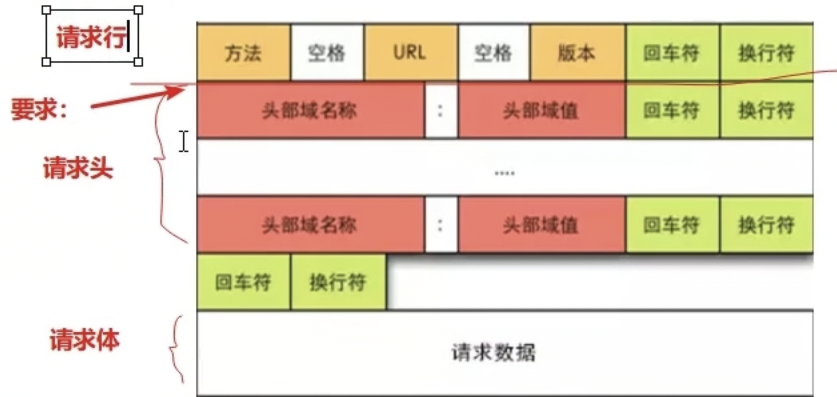 请求行
方法 空格 URL 空格 版本 回车符 换行符
要求：
头部域名称 : 头部域值 回车符 换行符
请求头
....
头部域名称 : 头部域值 回车符 换行符
回车符 换行符
请求体
请求数据